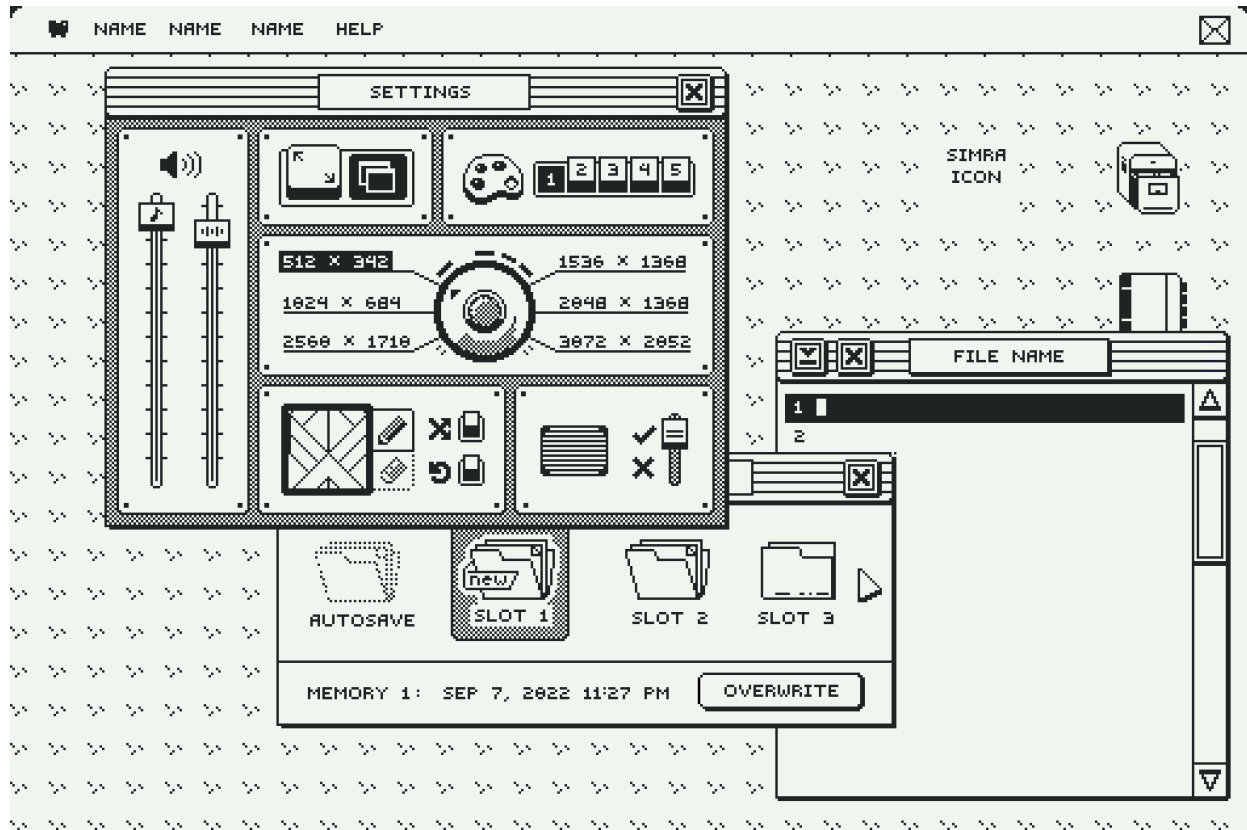 NAME NAME NAME HELP
SETTINGS
1 2 3 4 5
SIMRA
ICON
512 × 342
1536 × 1368
1024 × 684
2048 × 1368
2560 × 1710
3072 × 2052
FILE NAME
1
2
new
AUTOSAVE
SLOT 1
SLOT 2
SLOT 3
MEMORY 1: SEP 7, 2022 11:27 PM
OVERWRITE